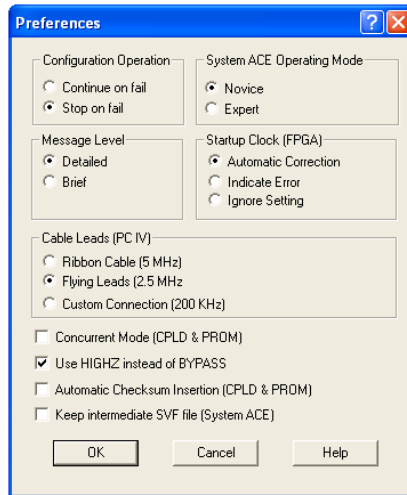 Preferences
Configuration Operation
Continue on fail
Stop on fail
System ACE Operating Mode
Novice
Expert
Message Level
Detailed
Brief
Startup Clock (FPGA)
Automatic Correction
Indicate Error
Ignore Setting
Cable Leads (PC IV)
Ribbon Cable (5 MHz)
Flying Leads (2.5 MHz
Custom Connection (200 KHz)
Concurrent Mode (CPLD & PROM)
Use HIGHZ instead of BYPASS
Automatic Checksum Insertion (CPLD & PROM)
Keep intermediate SVF file (System ACE)
OK Cancel Help